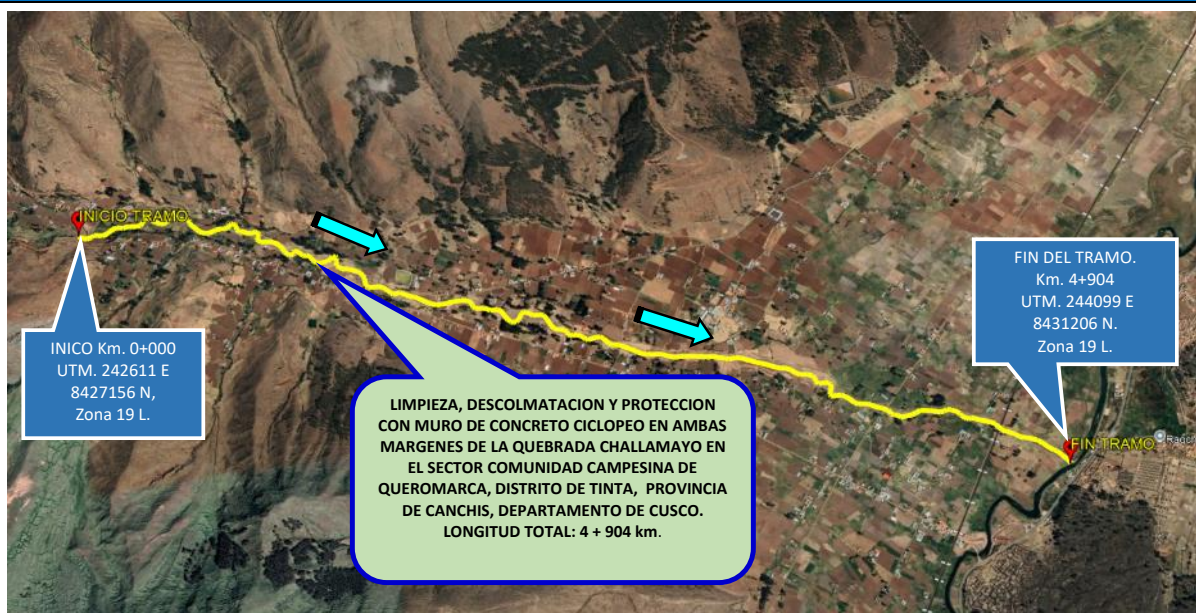 INICIO TRAMO
INICO Km. 0+000
UTM. 242611 E
8427156 N,
Zona 19 L.
LIMPIEZA, DESCOLMATACION Y PROTECCION
CON MURO DE CONCRETO CICLOPEO EN AMBAS
MARGENES DE LA QUEBRADA CHALLAMAYO EN
EL SECTOR COMUNIDAD CAMPESINA DE
QUEROMARCA, DISTRITO DE TINTA, PROVINCIA
DE CANCHIS, DEPARTAMENTO DE CUSCO.
LONGITUD TOTAL: 4 + 904 km.
FIN DEL TRAMO.
Km. 4+904
UTM. 244099 E
8431206 N.
Zona 19 L.
FIN TRAMO